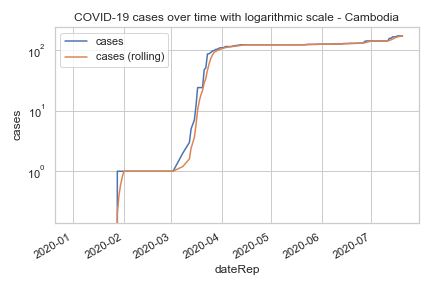 COVID-19 cases over time with logarithmic scale - Cambodia
cases
cases (rolling)
10²
10¹
10⁰
cases
2020-01
2020-02
2020-03
2020-04
2020-05
2020-06
2020-07
dateRep